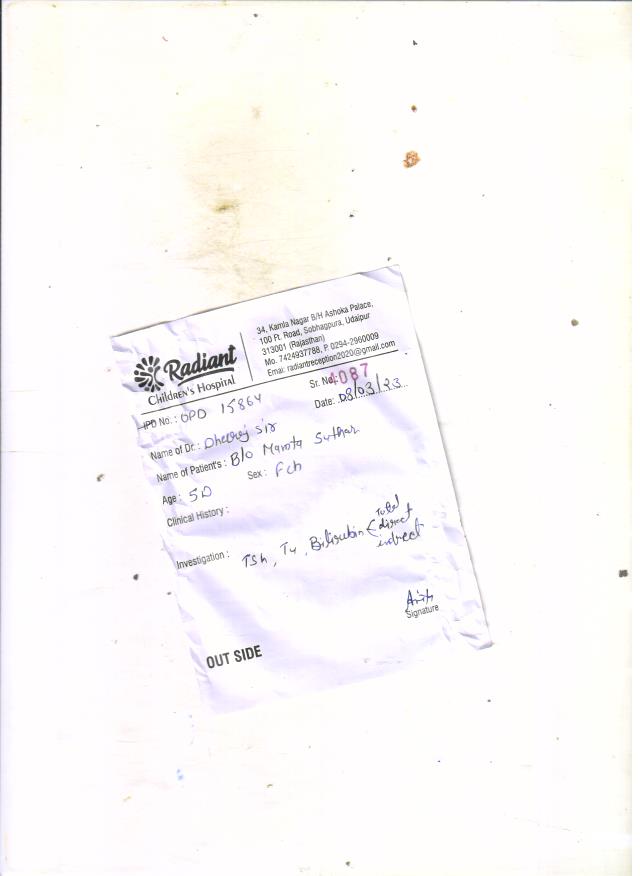 Radiant
Children's Hospital
34, Kamla Nagar B/H Ashoka Palace,
100 Ft. Road, Sobhagpura, Udaipur
313001 (Rajasthan)
Mo. 7424937788, P. 0294-2960009
Emai: radiantreception2020@gmail.com
Sr. No. 4087
IPD No. : OPD 15864
Date: 08/03/23
Name of Dr.: Dheeraj sir
Name of Patient's : B/o Mamta Suthar
Age : 5D
Sex : Fch
Clinical History :
Investigation : TSH, T4, Bilirubin
Total
direct
indirect
Signature
OUT SIDE